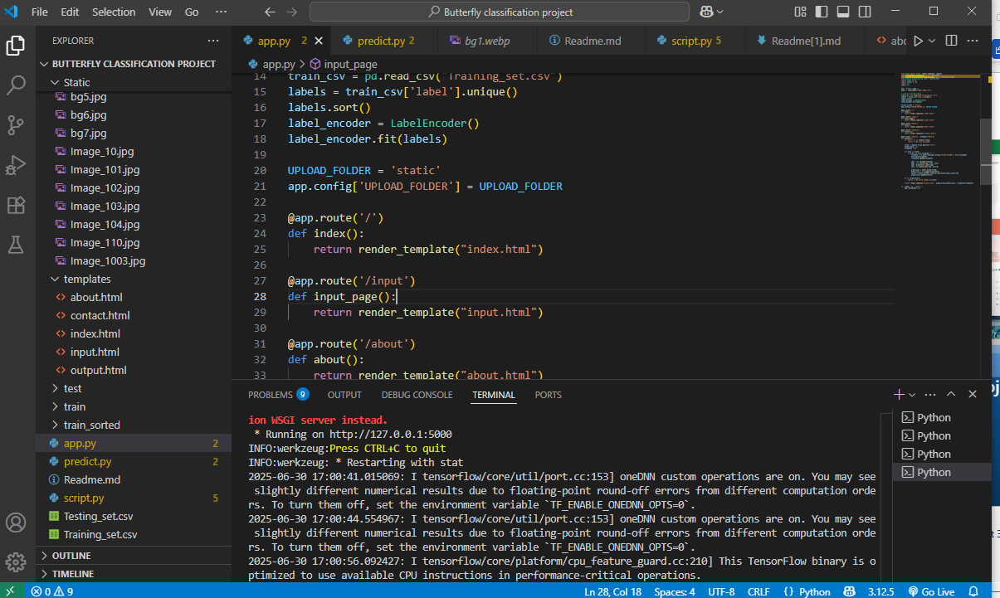 File Edit Selection View Go ··· Butterfly classification project
EXPLORER ···
BUTTERFLY CLASSIFICATION PROJECT
Static
bg5.jpg
bg6.jpg
bg7.jpg
Image_10.jpg
Image_101.jpg
Image_102.jpg
Image_103.jpg
Image_104.jpg
Image_110.jpg
Image_1003.jpg
templates
about.html
contact.html
index.html
input.html
output.html
test
train
train_sorted
app.py 2
predict.py 2
Readme.md
script.py 5
Testing_set.csv
Training_set.csv
OUTLINE
TIMELINE
app.py 2 predict.py 2 bg1.webp Readme.md script.py 5 Readme[1].md abo
app.py > input_page
14 train_csv = pd.read_csv("Training_set.csv")
15 labels = train_csv['label'].unique()
16 labels.sort()
17 label_encoder = LabelEncoder()
18 label_encoder.fit(labels)
19
20 UPLOAD_FOLDER = 'static'
21 app.config['UPLOAD_FOLDER'] = UPLOAD_FOLDER
22
23 @app.route('/')
24 def index():
25 return render_template("index.html")
26
27 @app.route('/input')
28 def input_page():
29 return render_template("input.html")
30
31 @app.route('/about')
32 def about():
33 return render_template("about.html")
PROBLEMS 9 OUTPUT DEBUG CONSOLE TERMINAL PORTS
ion WSGI server instead.
* Running on http://127.0.0.1:5000
INFO:werkzeug:Press CTRL+C to quit
INFO:werkzeug: * Restarting with stat
2025-06-30 17:00:41.015069: I tensorflow/core/util/port.cc:153] oneDNN custom operations are on. You may see
slightly different numerical results due to floating-point round-off errors from different computation orde
rs. To turn them off, set the environment variable `TF_ENABLE_ONEDNN_OPTS=0`.
2025-06-30 17:00:44.554967: I tensorflow/core/util/port.cc:153] oneDNN custom operations are on. You may see
slightly different numerical results due to floating-point round-off errors from different computation orde
rs. To turn them off, set the environment variable `TF_ENABLE_ONEDNN_OPTS=0`.
2025-06-30 17:00:56.092427: I tensorflow/core/platform/cpu_feature_guard.cc:210] This TensorFlow binary is o
ptimized to use available CPU instructions in performance-critical operations.
Python
Python
Python
Python
0 9 Ln 28, Col 18 Spaces: 4 UTF-8 CRLF {} Python 3.12.5 Go Live